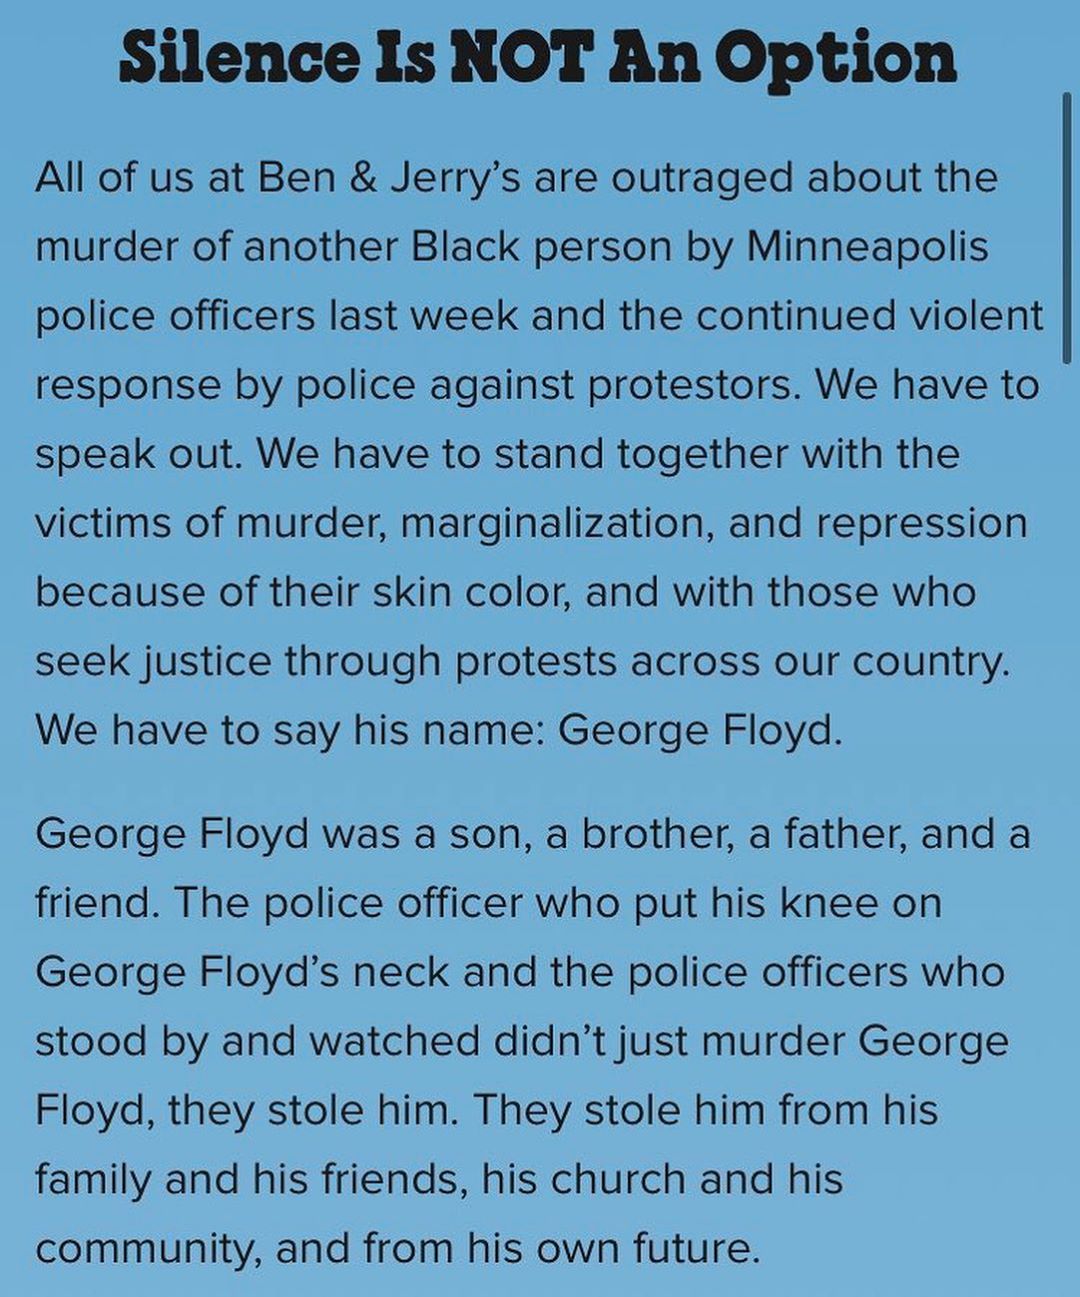 Silence Is NOT An Option
All of us at Ben & Jerry’s are outraged about the
murder of another Black person by Minneapolis
police officers last week and the continued violent
response by police against protestors. We have to
speak out. We have to stand together with the
victims of murder, marginalization, and repression
because of their skin color, and with those who
seek justice through protests across our country.
We have to say his name: George Floyd.
George Floyd was a son, a brother, a father, and a
friend. The police officer who put his knee on
George Floyd’s neck and the police officers who
stood by and watched didn’t just murder George
Floyd, they stole him. They stole him from his
family and his friends, his church and his
community, and from his own future.